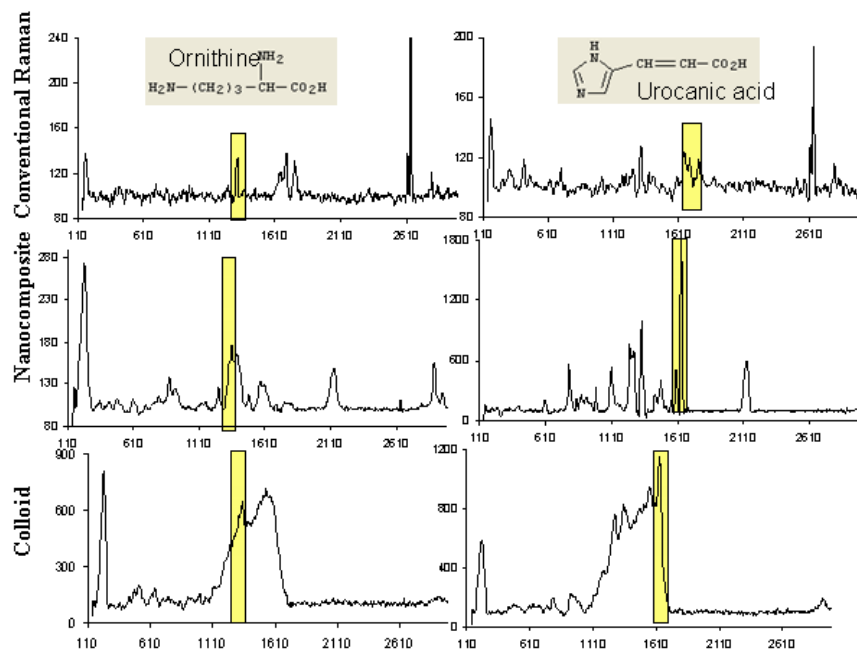 Conventional Raman
240
200
160
120
80
110 610 1110 1610 2110 2610
Ornithine
NH2
H2N-(CH2)3-CH-CO2H
200
160
120
80
110 610 1110 1610 2110 2610
H
N
CH=CH-CO2H
N
Urocanic acid
Nanocomposite
280
230
180
130
80
110 610 1110 1610 2110 2610
1800
1200
600
0
110 610 1110 1610 2110 2610
Colloid
900
600
300
0
110 610 1110 1610 2110 2610
1200
800
400
0
110 610 1110 1610 2110 2610